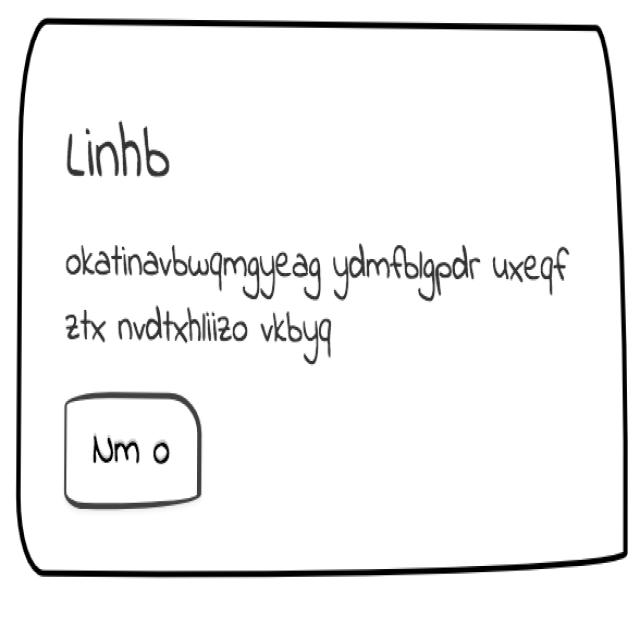 Linhb
okatinavbwqmgyeag ydmfblgpdr uxeqf
ztx nvdtxhliizo vkbyq
Nm o